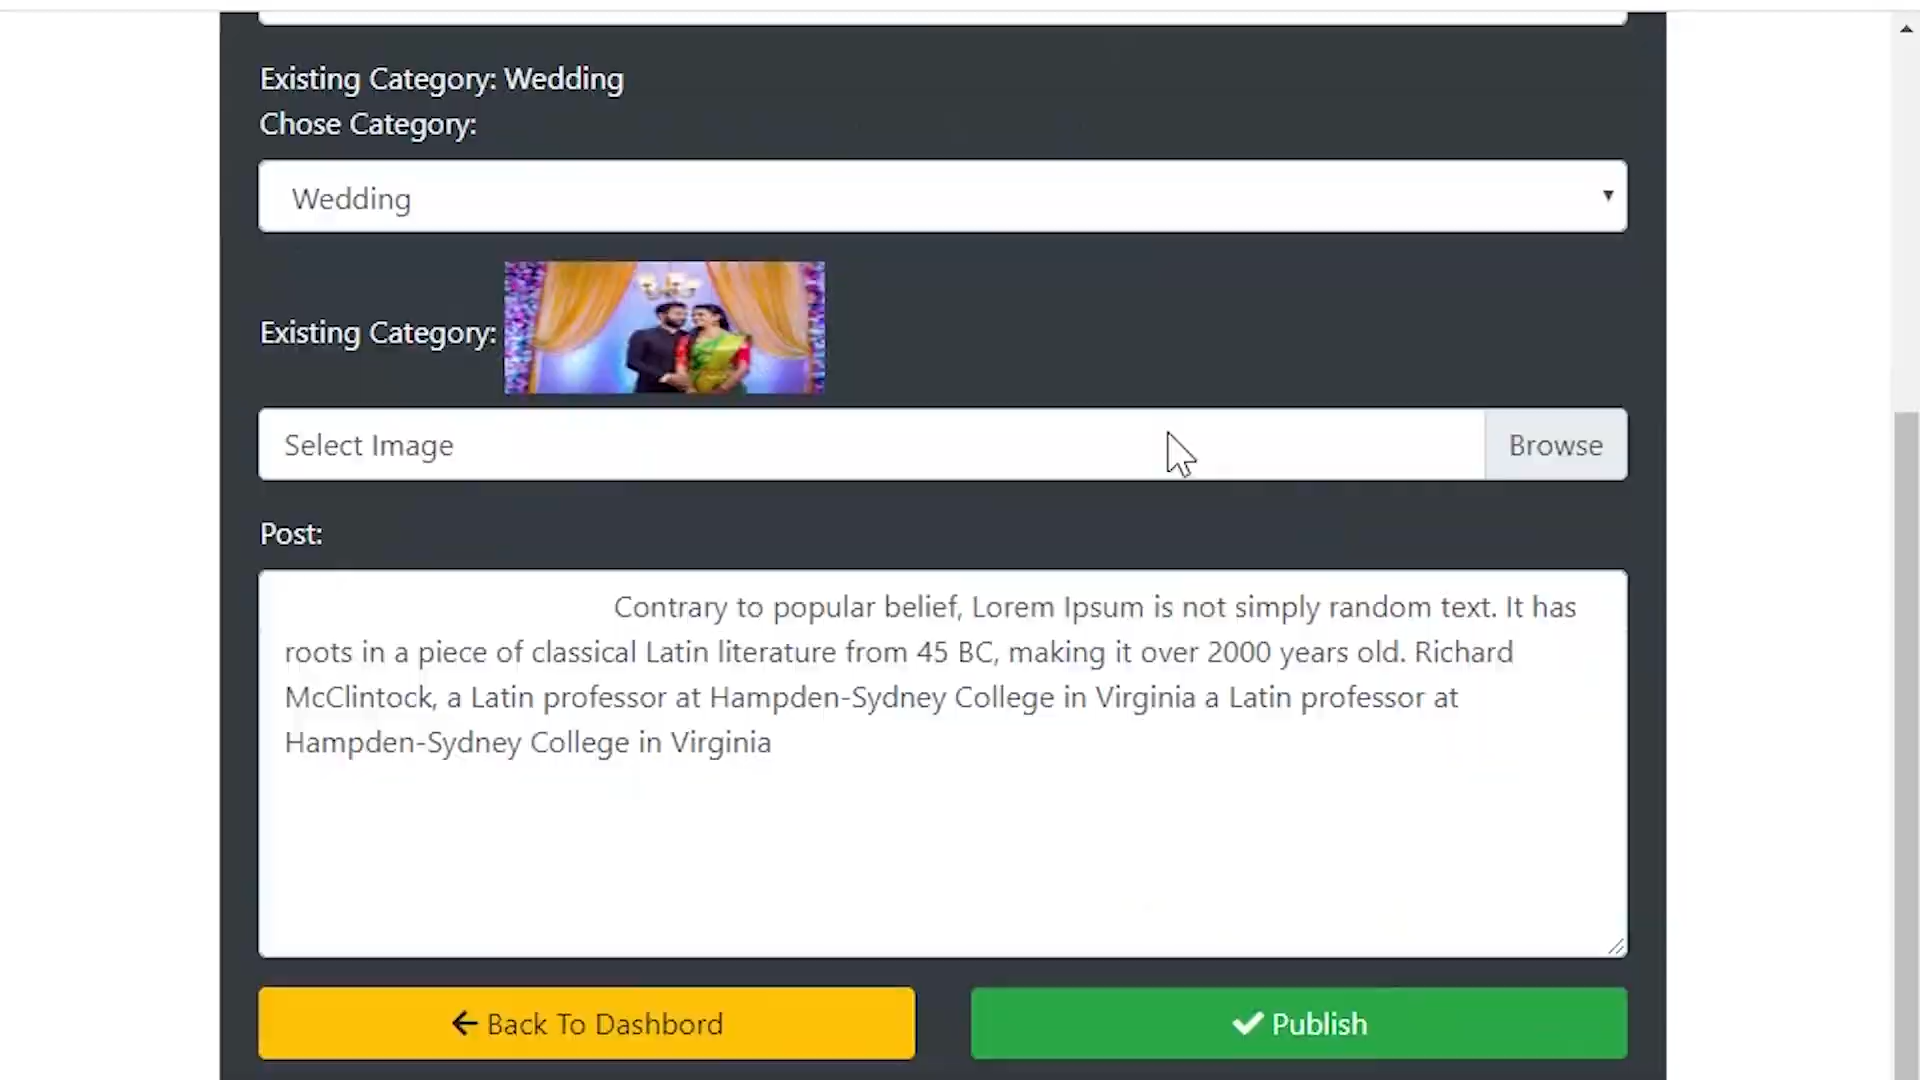 Existing Category: Wedding
Chose Category:
Wedding
Existing Category:
Select Image
Browse
Post:
Contrary to popular belief, Lorem Ipsum is not simply random text. It has
roots in a piece of classical Latin literature from 45 BC, making it over 2000 years old. Richard
McClintock, a Latin professor at Hampden-Sydney College in Virginia a Latin professor at
Hampden-Sydney College in Virginia
Back To Dashbord
Publish